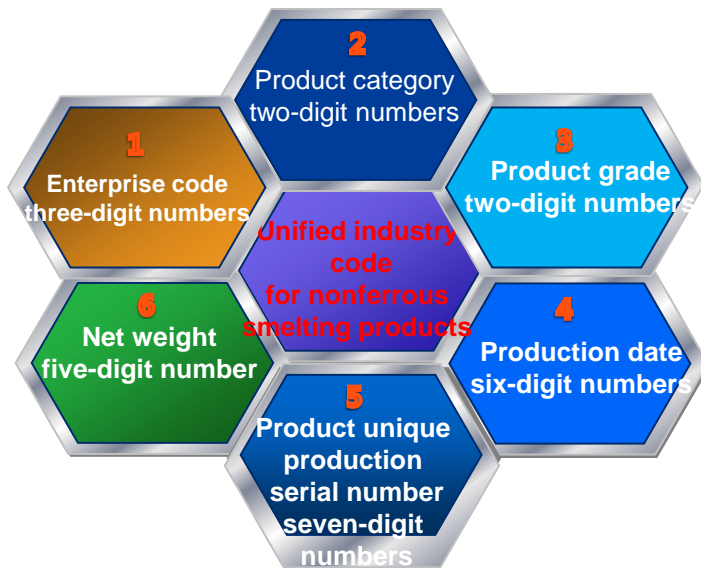 1
Enterprise code
three-digit numbers
2
Product category
two-digit numbers
3
Product grade
two-digit numbers
Unified industry
code
for nonferrous
smelting products
4
Production date
six-digit numbers
5
Product unique
production
serial number
seven-digit
numbers
6
Net weight
five-digit number